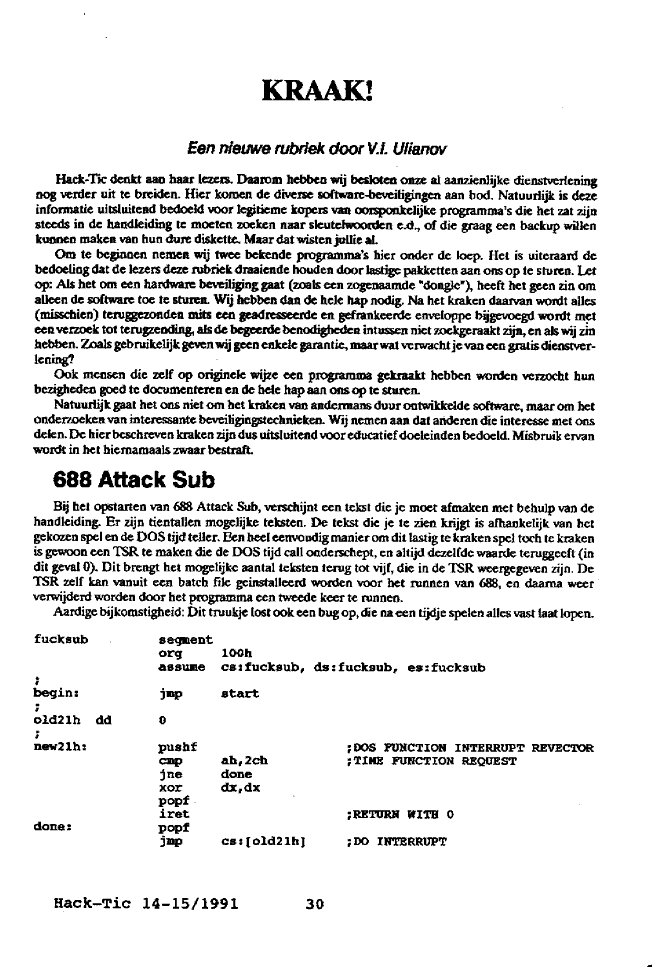 KRAAK!
Een nieuwe rubriek door V.I. Ulianov
Hack-Tic denkt aan haar lezers. Daarom hebben wij besloten onze al aanzienlijke dienstverlening
nog verder uit te breiden. Hier komen de diverse software-beveiligingen aan bod. Natuurlijk is deze
informatie uitsluitend bedoeld voor legitieme kopers van oorsponkelijke programma's die het zat zijn
steeds in de handleiding te moeten zoeken naar sleutelwoorden e.d., of die graag een backup willen
kunnen maken van hun dure diskette. Maar dat wisten jullie al.
Om te beginnen nemen wij twee bekende programma's hier onder de loep. Het is uiteraard de
bedoeling dat de lezers deze rubriek draaiende houden door lastige pakketten aan ons op te sturen. Let
op: Als het om een hardware beveiliging gaat (zoals een zogenaamde "dongle"), heeft het geen zin om
alleen de software toe te sturen. Wij hebben dan de hele hap nodig. Na het kraken daarvan wordt alles
(misschien) teruggezonden mits een geadresseerde en gefrankeerde enveloppe bijgevoegd wordt met
een verzoek tot terugzending, als de begeerde benodigheden intussen niet zoekgeraakt zijn, en als wij zin
hebben. Zoals gebruikelijk geven wij geen enkele garantie, maar wat verwacht je van een gratis dienstver-
lening?
Ook mensen die zelf op originele wijze een programma gekraakt hebben worden verzocht hun
bezigheden goed te documenteren en de hele hap aan ons op te sturen.
Natuurlijk gaat het ons niet om het kraken van andermans duur ontwikkelde software, maar om het
onderzoeken van interessante beveiligingstechnieken. Wij nemen aan dat anderen die interesse met ons
delen. De hier beschreven kraken zijn dus uitsluitend voor educatief doeleinden bedoeld. Misbruik ervan
wordt in het hiernamaals zwaar bestraft.
688 Attack Sub
Bij het opstarten van 688 Attack Sub, verschijnt een tekst die je moet afmaken met behulp van de
handleiding. Er zijn tientallen mogelijke teksten. De tekst die je te zien krijgt is afhankelijk van het
gekozen spel en de DOS tijd teller. Een heel eenvoudig manier om dit lastig te kraken spel toch te kraken
is gewoon een TSR te maken die de DOS tijd call onderschept, en altijd dezelfde waarde teruggeeft (in
dit geval 0). Dit brengt het mogelijke aantal teksten terug tot vijf, die in de TSR weergegeven zijn. De
TSR zelf kan vanuit een batch file geinstalleerd worden voor het runnen van 688, en daarna weer
verwijderd worden door het programma een tweede keer te runnen.
Aardige bijkomstigheid: Dit truukje lost ook een bug op, die na een tijdje spelen alles vast laat lopen.
fucksub segment
org 100h
assume cs:fucksub, ds:fucksub, es:fucksub
;
begin: jmp start
;
old21h dd 0
;
new21h: pushf ;DOS FUNCTION INTERRUPT REVECTOR
cmp ah,2ch ;TIME FUNCTION REQUEST
jne done
xor dx,dx
popf
iret ;RETURN WITH 0
done: popf
jmp cs:[old21h] ;DO INTERRUPT
Hack-Tic 14-15/1991 30